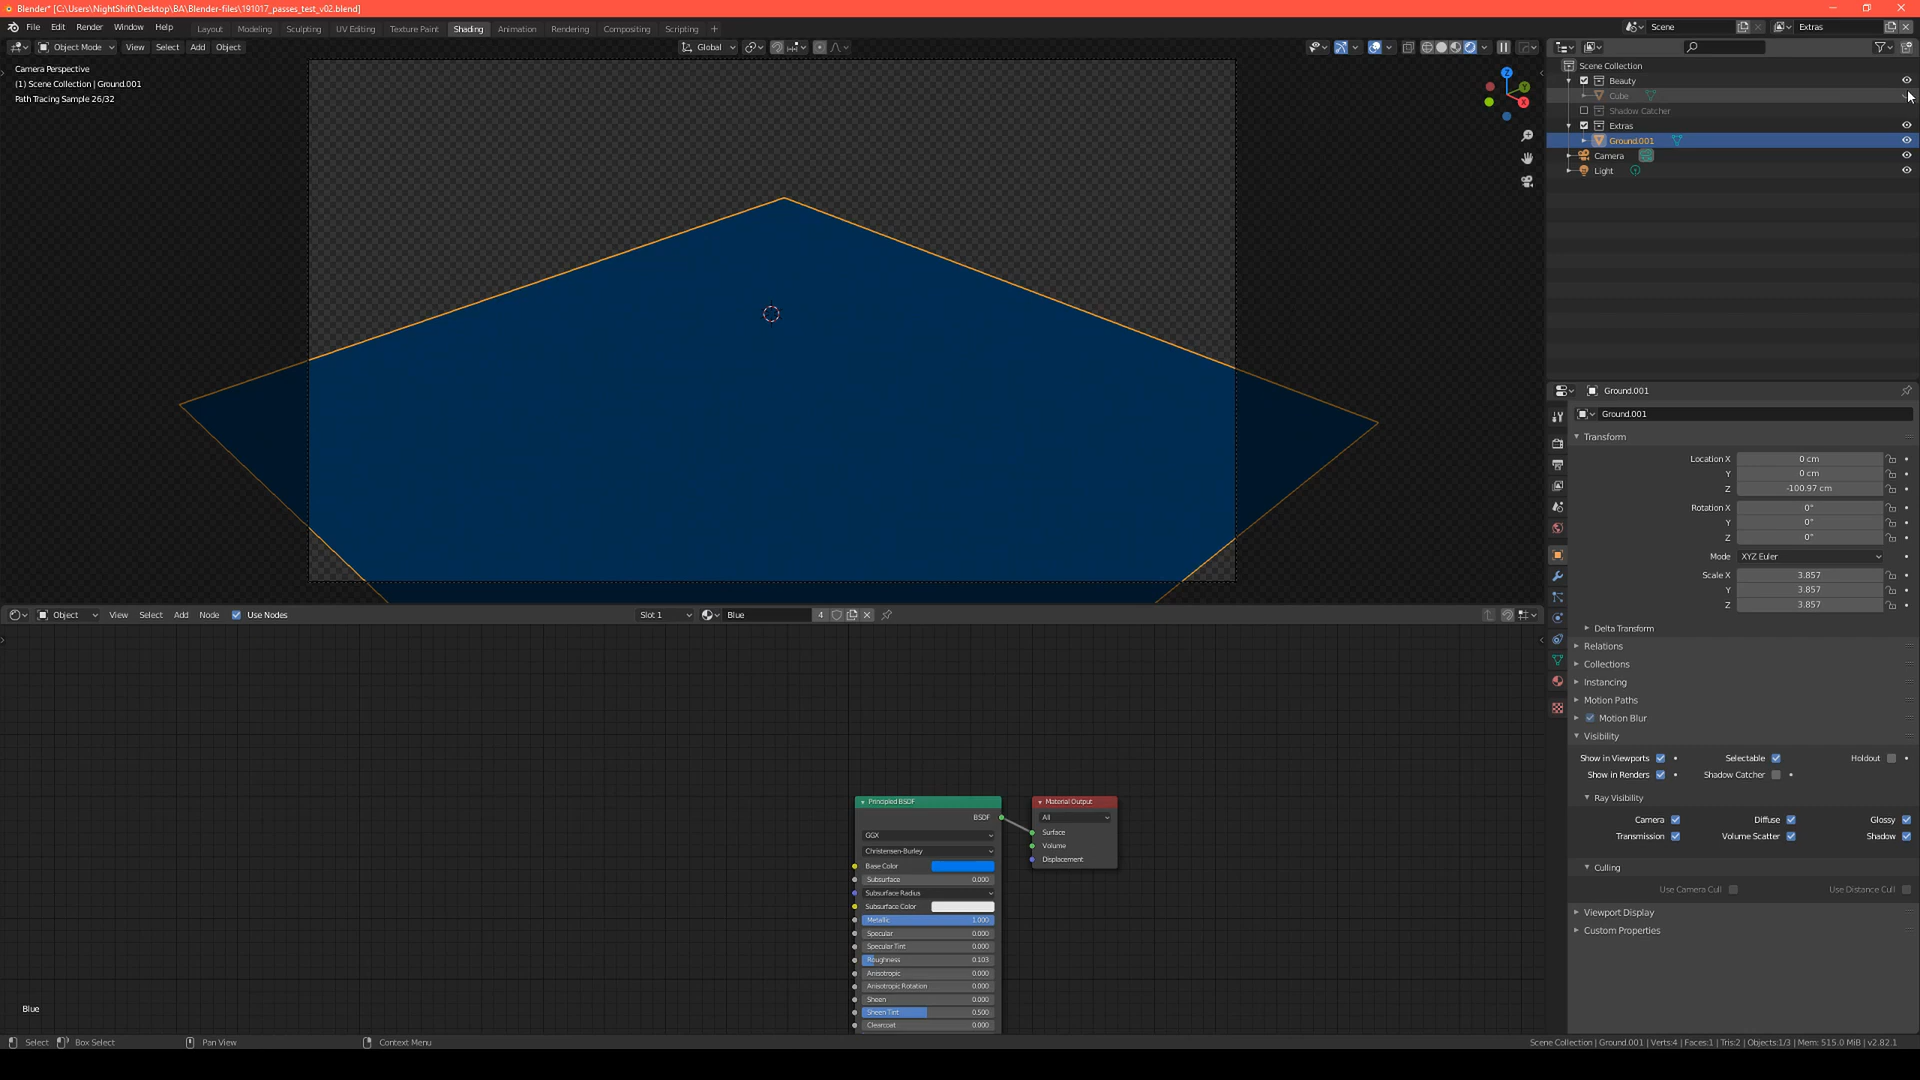 Blender* [C:\Users\NightShift\Desktop\BA\Blender-files\191017_passes_test_v02.blend]
File Edit Render Window Help Layout Modeling Sculpting UV Editing Texture Paint Shading Animation Rendering Compositing Scripting + Scene Extras
Object Mode View Select Add Object Global
Camera Perspective
(1) Scene Collection | Ground.001
Path Tracing Sample 26/32
Z
Y
X
Scene Collection
Beauty
Cube
Shadow Catcher
Extras
Ground.001
Camera
Light
Ground.001
Ground.001
Transform
Location X 0 cm
Y 0 cm
Z -100.97 cm
Rotation X 0°
Y 0°
Z 0°
Mode XYZ Euler
Scale X 3.857
Y 3.857
Z 3.857
Delta Transform
Relations
Collections
Instancing
Motion Paths
Motion Blur
Visibility
Show in Viewports Selectable Holdout
Show in Renders Shadow Catcher
Ray Visibility
Camera Diffuse Glossy
Transmission Volume Scatter Shadow
Culling
Use Camera Cull Use Distance Cull
Viewport Display
Custom Properties
Object View Select Add Node Use Nodes Slot 1 Blue 4
Principled BSDF
BSDF
GGX
Christensen-Burley
Base Color
Subsurface 0.000
Subsurface Radius
Subsurface Color
Metallic 1.000
Specular 0.000
Specular Tint 0.000
Roughness 0.103
Anisotropic 0.000
Anisotropic Rotation 0.000
Sheen 0.000
Sheen Tint 0.500
Clearcoat 0.000
Material Output
All
Surface
Volume
Displacement
Blue
Select Box Select Pan View Context Menu
Scene Collection | Ground.001 | Verts:4 | Faces:1 | Tris:2 | Objects:1/3 | Mem: 515.0 MiB | v2.82.1